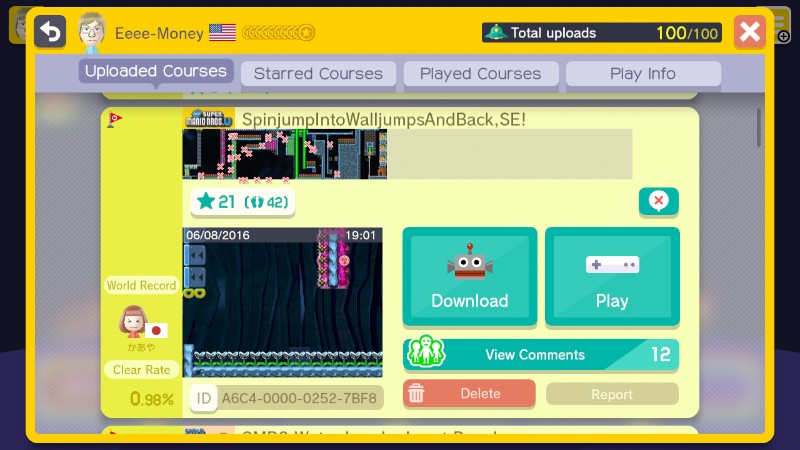 Eeee-Money
Total uploads 100/100
Uploaded Courses
Starred Courses
Played Courses
Play Info
SUPER MARIO BROS. U
SpinjumpIntoWalljumpsAndBack,SE!
21 (42)
06/08/2016 19:01
World Record
かあや
Clear Rate
0.98%
Download
Play
View Comments 12
ID A6C4-0000-0252-7BF8
Delete
Report